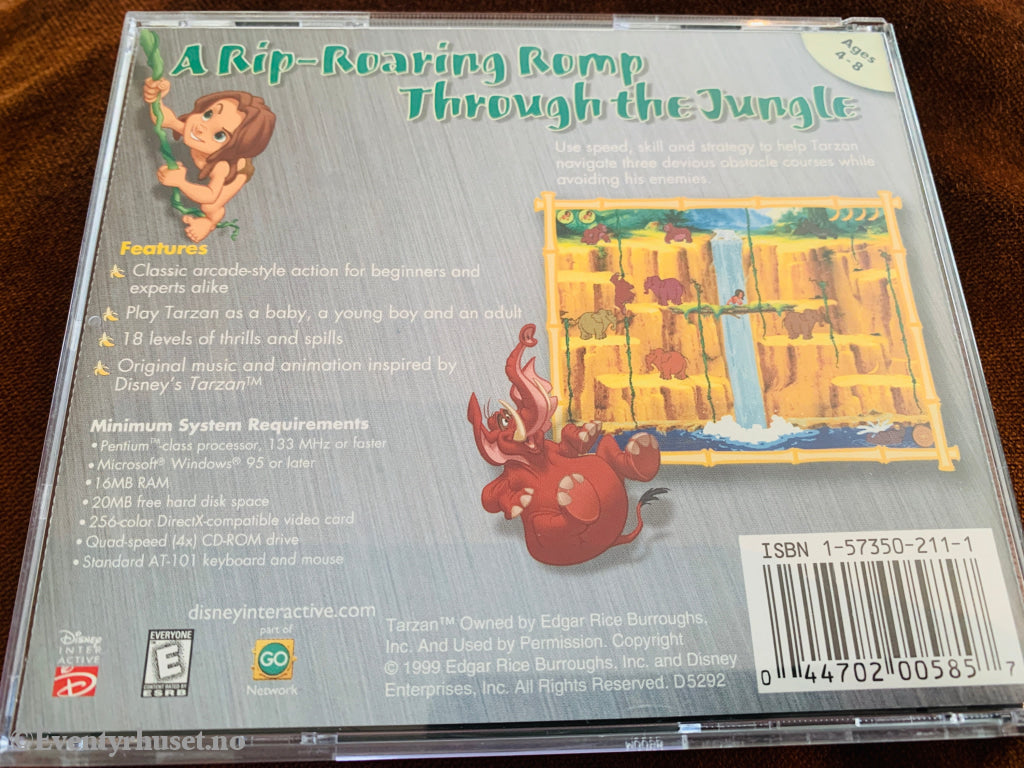 A Rip-Roaring Romp
Through the Jungle
Ages
4-8
Use speed, skill and strategy to help Tarzan
navigate three devious obstacle courses while
avoiding his enemies.
Features
Classic arcade-style action for beginners and
experts alike
Play Tarzan as a baby, a young boy and an adult
18 levels of thrills and spills
Original music and animation inspired by
Disney's Tarzan™
Minimum System Requirements
• Pentium™-class processor, 133 MHz or faster
• Microsoft® Windows® 95 or later
• 16MB RAM
• 20MB free hard disk space
• 256-color DirectX-compatible video card
• Quad-speed (4x) CD-ROM drive
• Standard AT-101 keyboard and mouse
disneyinteractive.com
Disney
INTER
ACTIVE
EVERYONE
E
CONTENT RATED BY
ESRB
part of
GO
Network
Tarzan™ Owned by Edgar Rice Burroughs,
Inc. And Used by Permission. Copyright
© 1999 Edgar Rice Burroughs, Inc. and Disney
Enterprises, Inc. All Rights Reserved. D5292
ISBN 1-57350-211-1
0 44702 00585 7
©Eventyrhuset.no